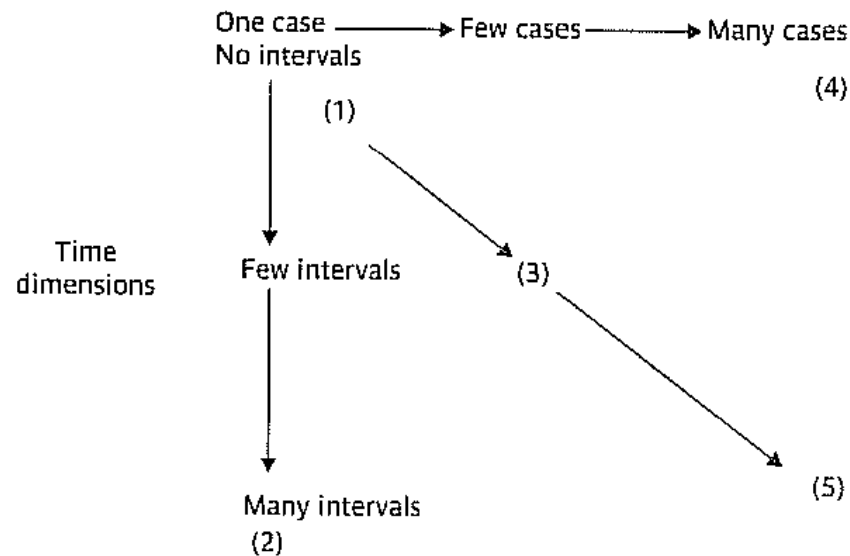 One case Few cases Many cases
No intervals
(4)
(1)
Time
dimensions
Few intervals
(3)
(5)
Many intervals
(2)